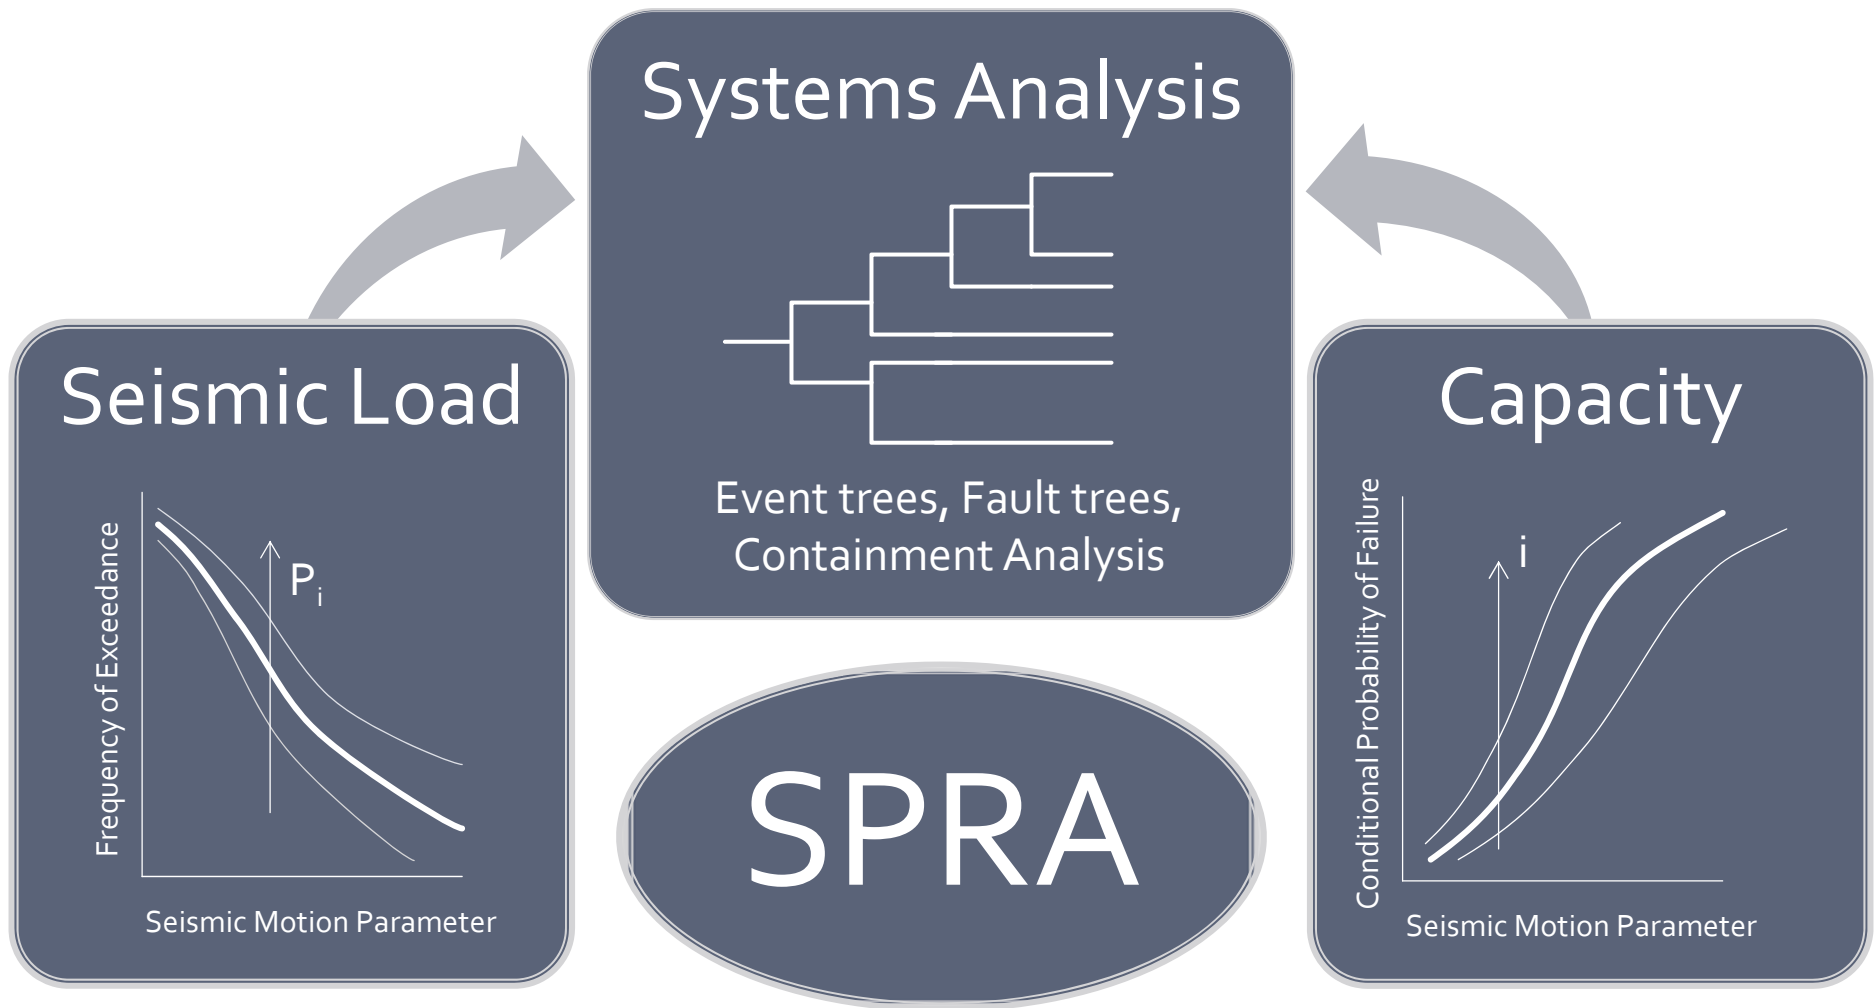 Systems Analysis
Event trees, Fault trees,
Containment Analysis
Seismic Load
Frequency of Exceedance
P i
Seismic Motion Parameter
Capacity
Conditional Probability of Failure
i
Seismic Motion Parameter
SPRA